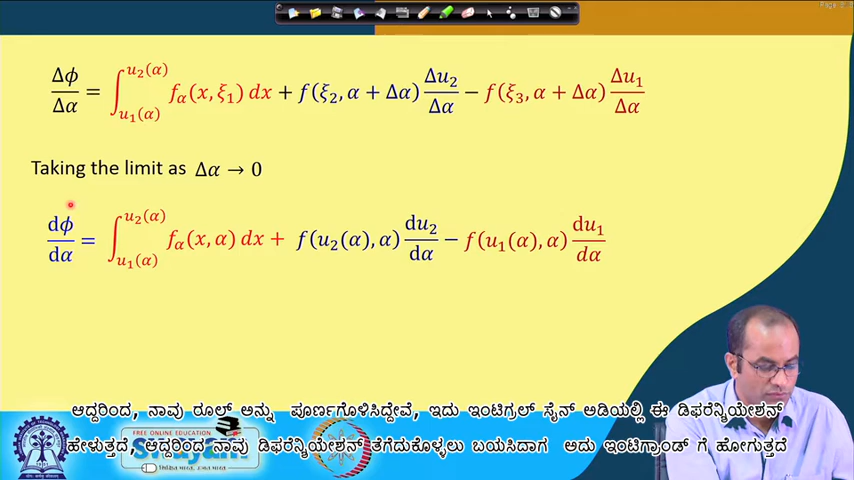 Δϕ/Δα = ∫_{u₁(α)}^{u₂(α)} f_α(x, ξ₁) dx + f(ξ₂, α + Δα) Δu₂/Δα − f(ξ₃, α + Δα) Δu₁/Δα
Taking the limit as Δα → 0
dϕ/dα = ∫_{u₁(α)}^{u₂(α)} f_α(x, α) dx + f(u₂(α), α) du₂/dα − f(u₁(α), α) du₁/dα
ಆದ್ದರಿಂದ, ನಾವು ರೂಲ್ ಅನ್ನು ಪೂರ್ಣಗೊಳಿಸಿದ್ದೇವೆ, ಇದು ಇಂಟಿಗ್ರಲ್ ಸೈನ್ ಅಡಿಯಲ್ಲಿ ಈ ಡಿಫರೆನ್ಶಿಯೇಶನ್
ಹೇಳುತ್ತದೆ, ಆದ್ದರಿಂದ ನಾವು ಡಿಫರೆನ್ಶಿಯೇಶನ್ ತೆಗೆದುಕೊಳ್ಳಲು ಬಯಸಿದಾಗ ಅದು ಇಂಟಿಗ್ರಾಂಡ್ ಗೆ ಹೋಗುತ್ತದೆ
FREE ONLINE EDUCATION